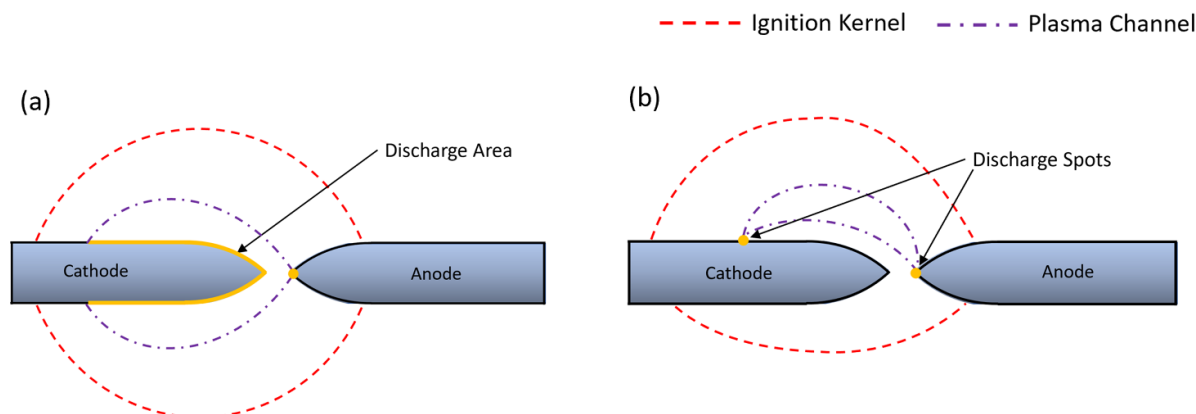 Ignition Kernel
Plasma Channel
(a)
(b)
Discharge Area
Discharge Spots
Cathode
Anode
Cathode
Anode